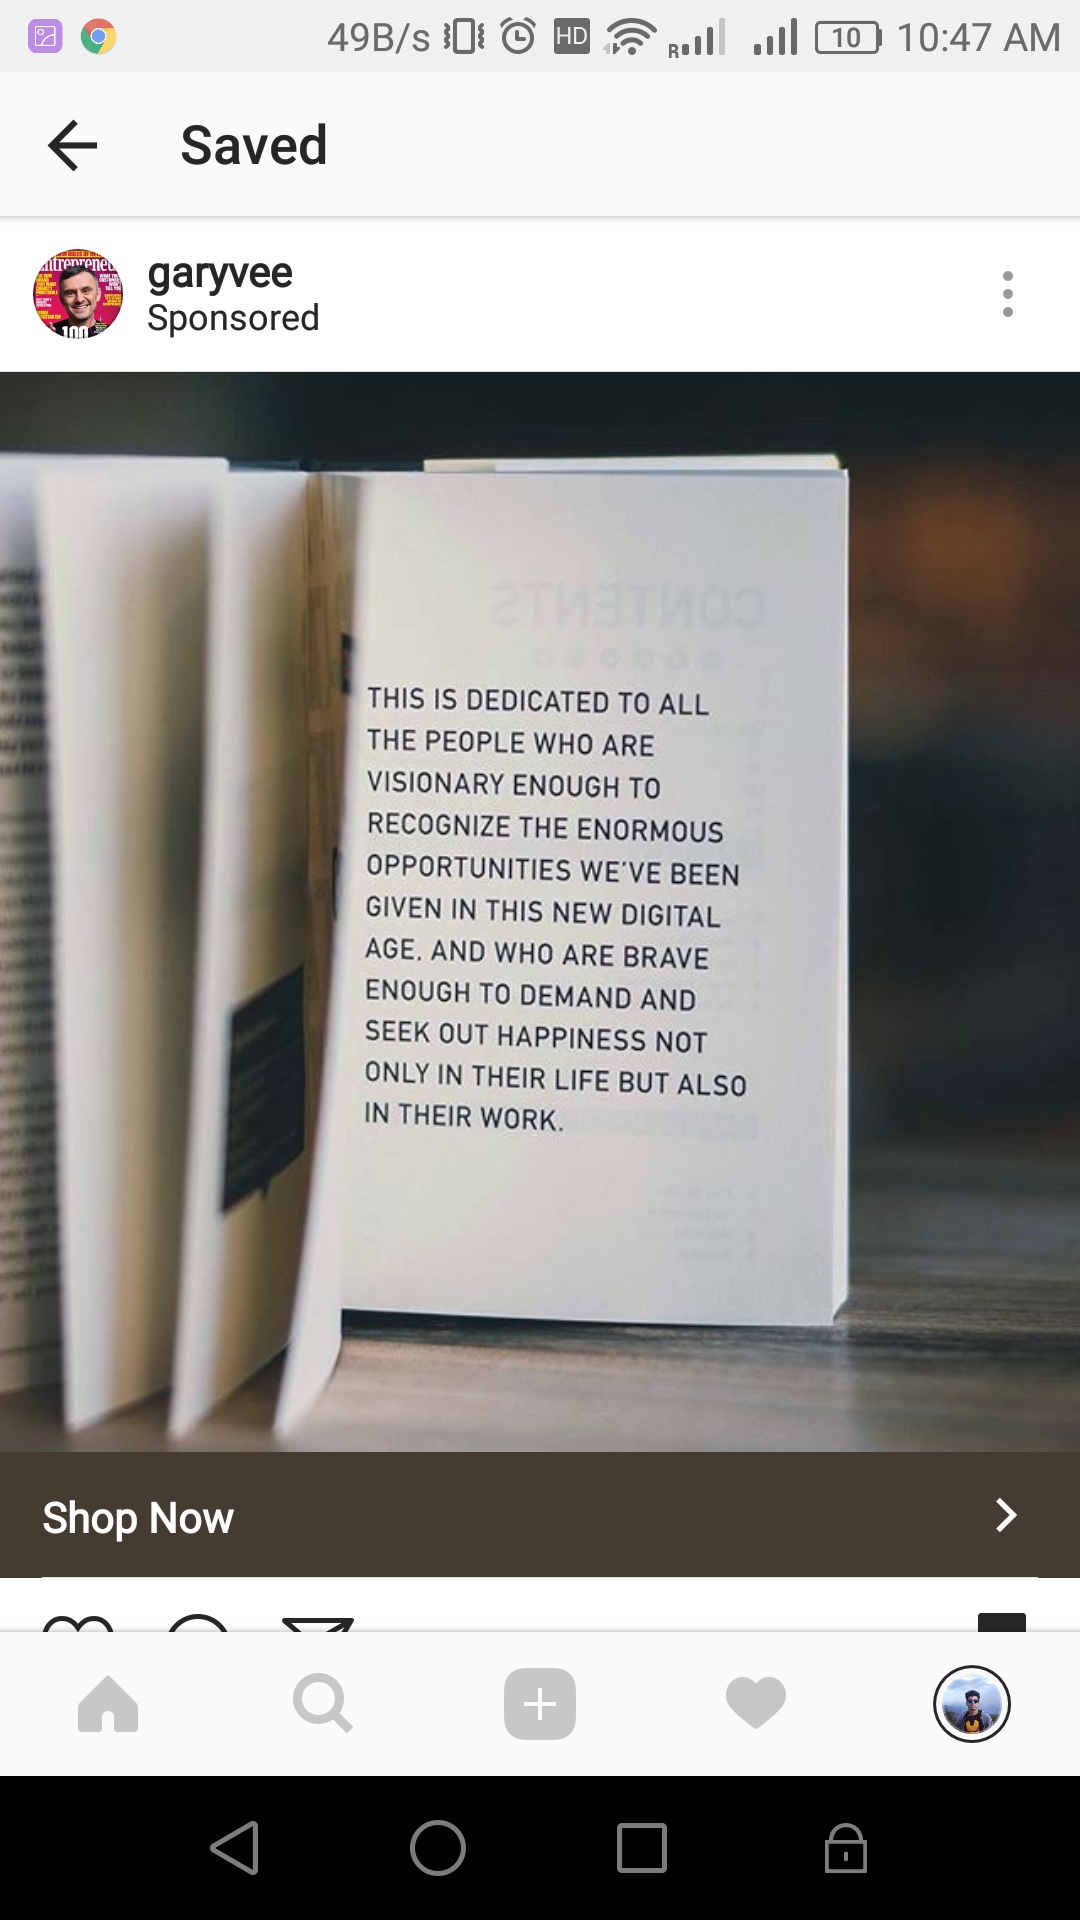 49B/s HD R 10 10:47 AM
Saved
garyvee
Sponsored
CONTENTS
THIS IS DEDICATED TO ALL
THE PEOPLE WHO ARE
VISIONARY ENOUGH TO
RECOGNIZE THE ENORMOUS
OPPORTUNITIES WE'VE BEEN
GIVEN IN THIS NEW DIGITAL
AGE, AND WHO ARE BRAVE
ENOUGH TO DEMAND AND
SEEK OUT HAPPINESS NOT
ONLY IN THEIR LIFE BUT ALSO
IN THEIR WORK.
Shop Now